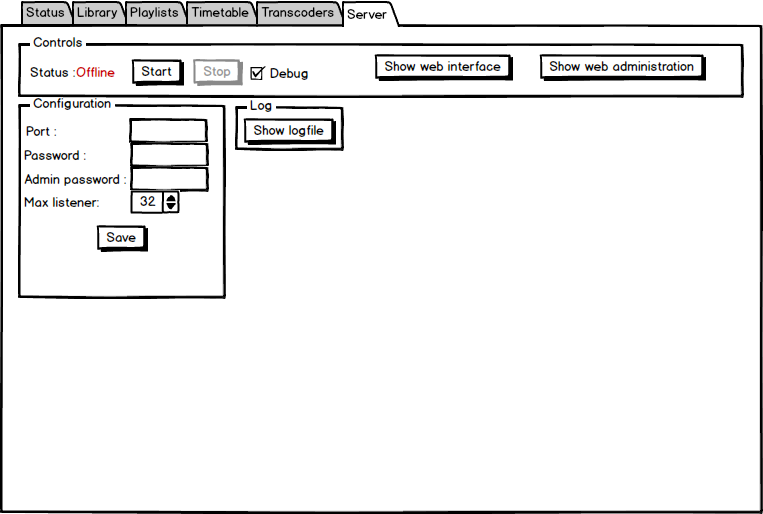 Status Library Playlists Timetable Transcoders Server
Controls
Status :Offline Start Stop Debug Show web interface Show web administration
Configuration
Port :
Password :
Admin password :
Max listener: 32
Save
Log
Show logfile